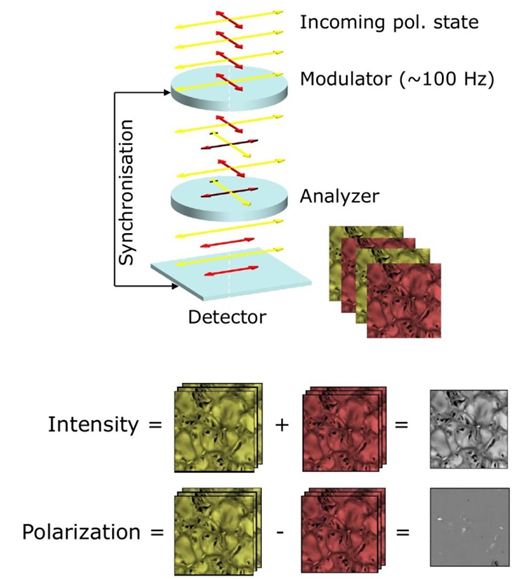 Incoming pol. state
Modulator (~100 Hz)
Synchronisation
Analyzer
Detector
Intensity = + =
Polarization = - =